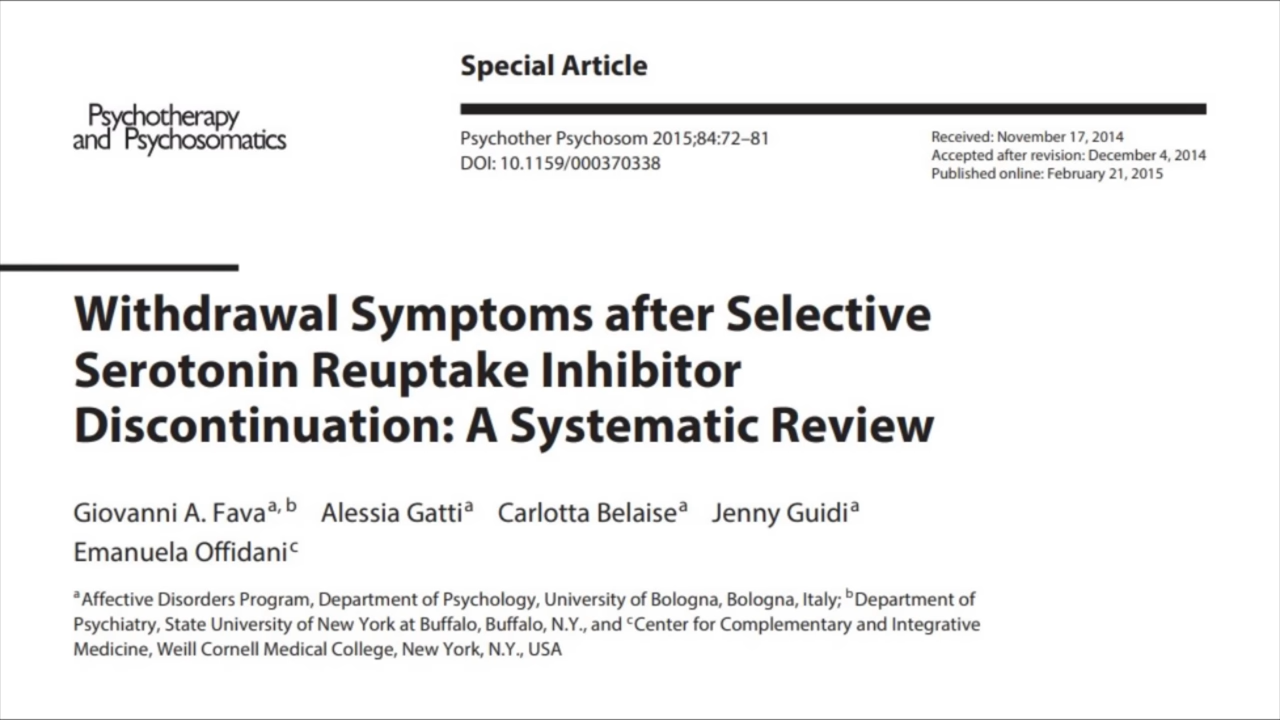 Special Article
Psychotherapy
and Psychosomatics
Psychother Psychosom 2015;84:72–81
DOI: 10.1159/000370338
Received: November 17, 2014
Accepted after revision: December 4, 2014
Published online: February 21, 2015
Withdrawal Symptoms after Selective
Serotonin Reuptake Inhibitor
Discontinuation: A Systematic Review
Giovanni A. Fava a, b Alessia Gatti a Carlotta Belaise a Jenny Guidi a
Emanuela Offidani c
a Affective Disorders Program, Department of Psychology, University of Bologna, Bologna, Italy; b Department of
Psychiatry, State University of New York at Buffalo, Buffalo, N.Y., and c Center for Complementary and Integrative
Medicine, Weill Cornell Medical College, New York, N.Y., USA